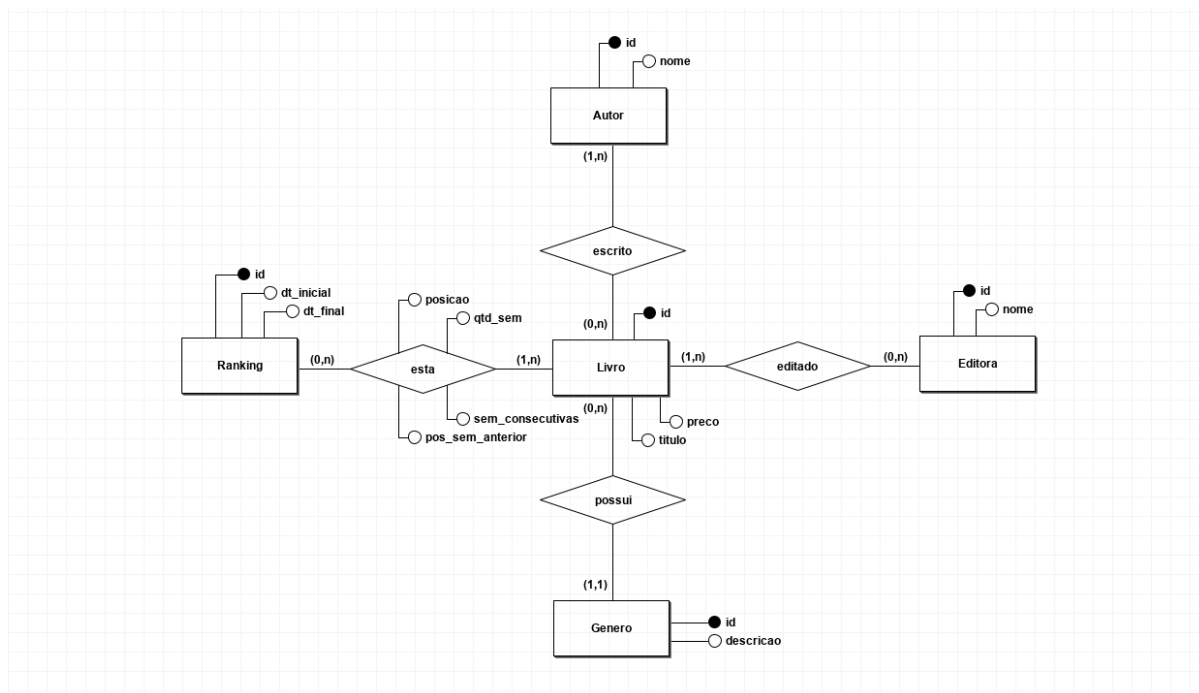 id
nome
Autor
(1,n)
escrito
(0,n)
id
dt_inicial
dt_final
Ranking
(0,n)
posicao
qtd_sem
esta
sem_consecutivas
pos_sem_anterior
(1,n)
id
Livro
(1,n)
editado
(0,n)
id
nome
Editora
(0,n)
preco
titulo
possui
(1,1)
Genero
id
descricao